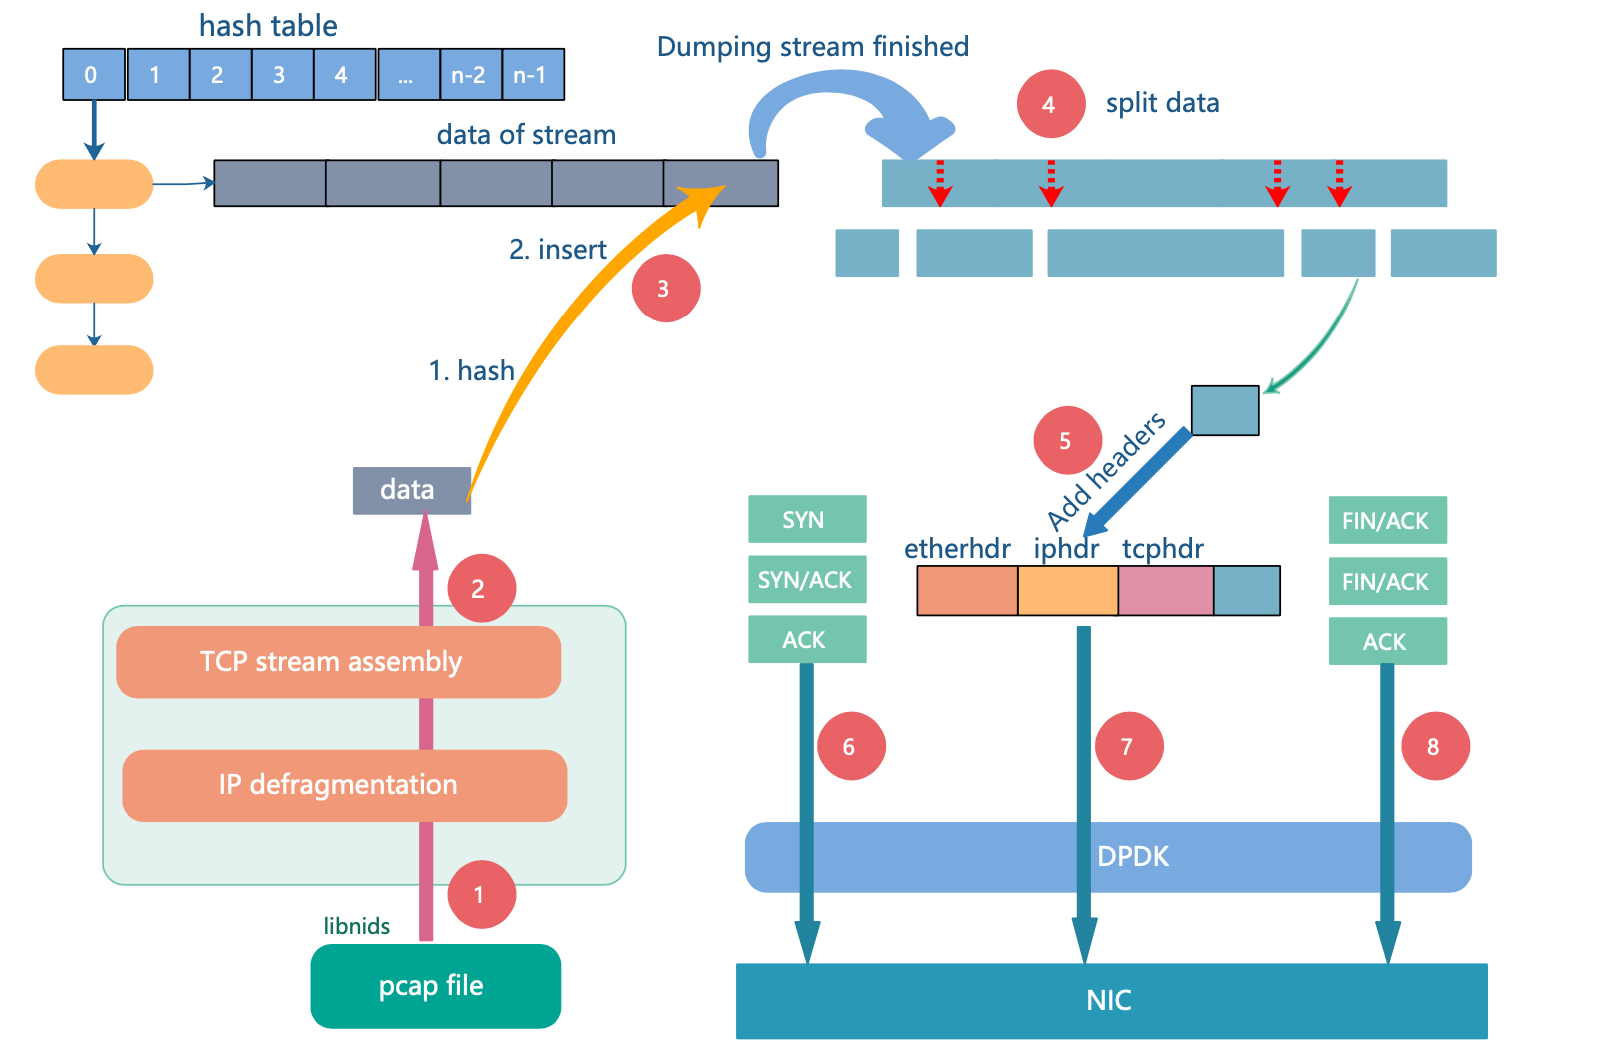 hash table
0 1 2 3 4 ... n-2 n-1
data of stream
Dumping stream finished
4 split data
2. insert
3
1. hash
data
2
TCP stream assembly
IP defragmentation
1
libnids
pcap file
5
Add headers
etherhdr iphdr tcphdr
SYN
SYN/ACK
ACK
FIN/ACK
FIN/ACK
ACK
6
7
8
DPDK
NIC